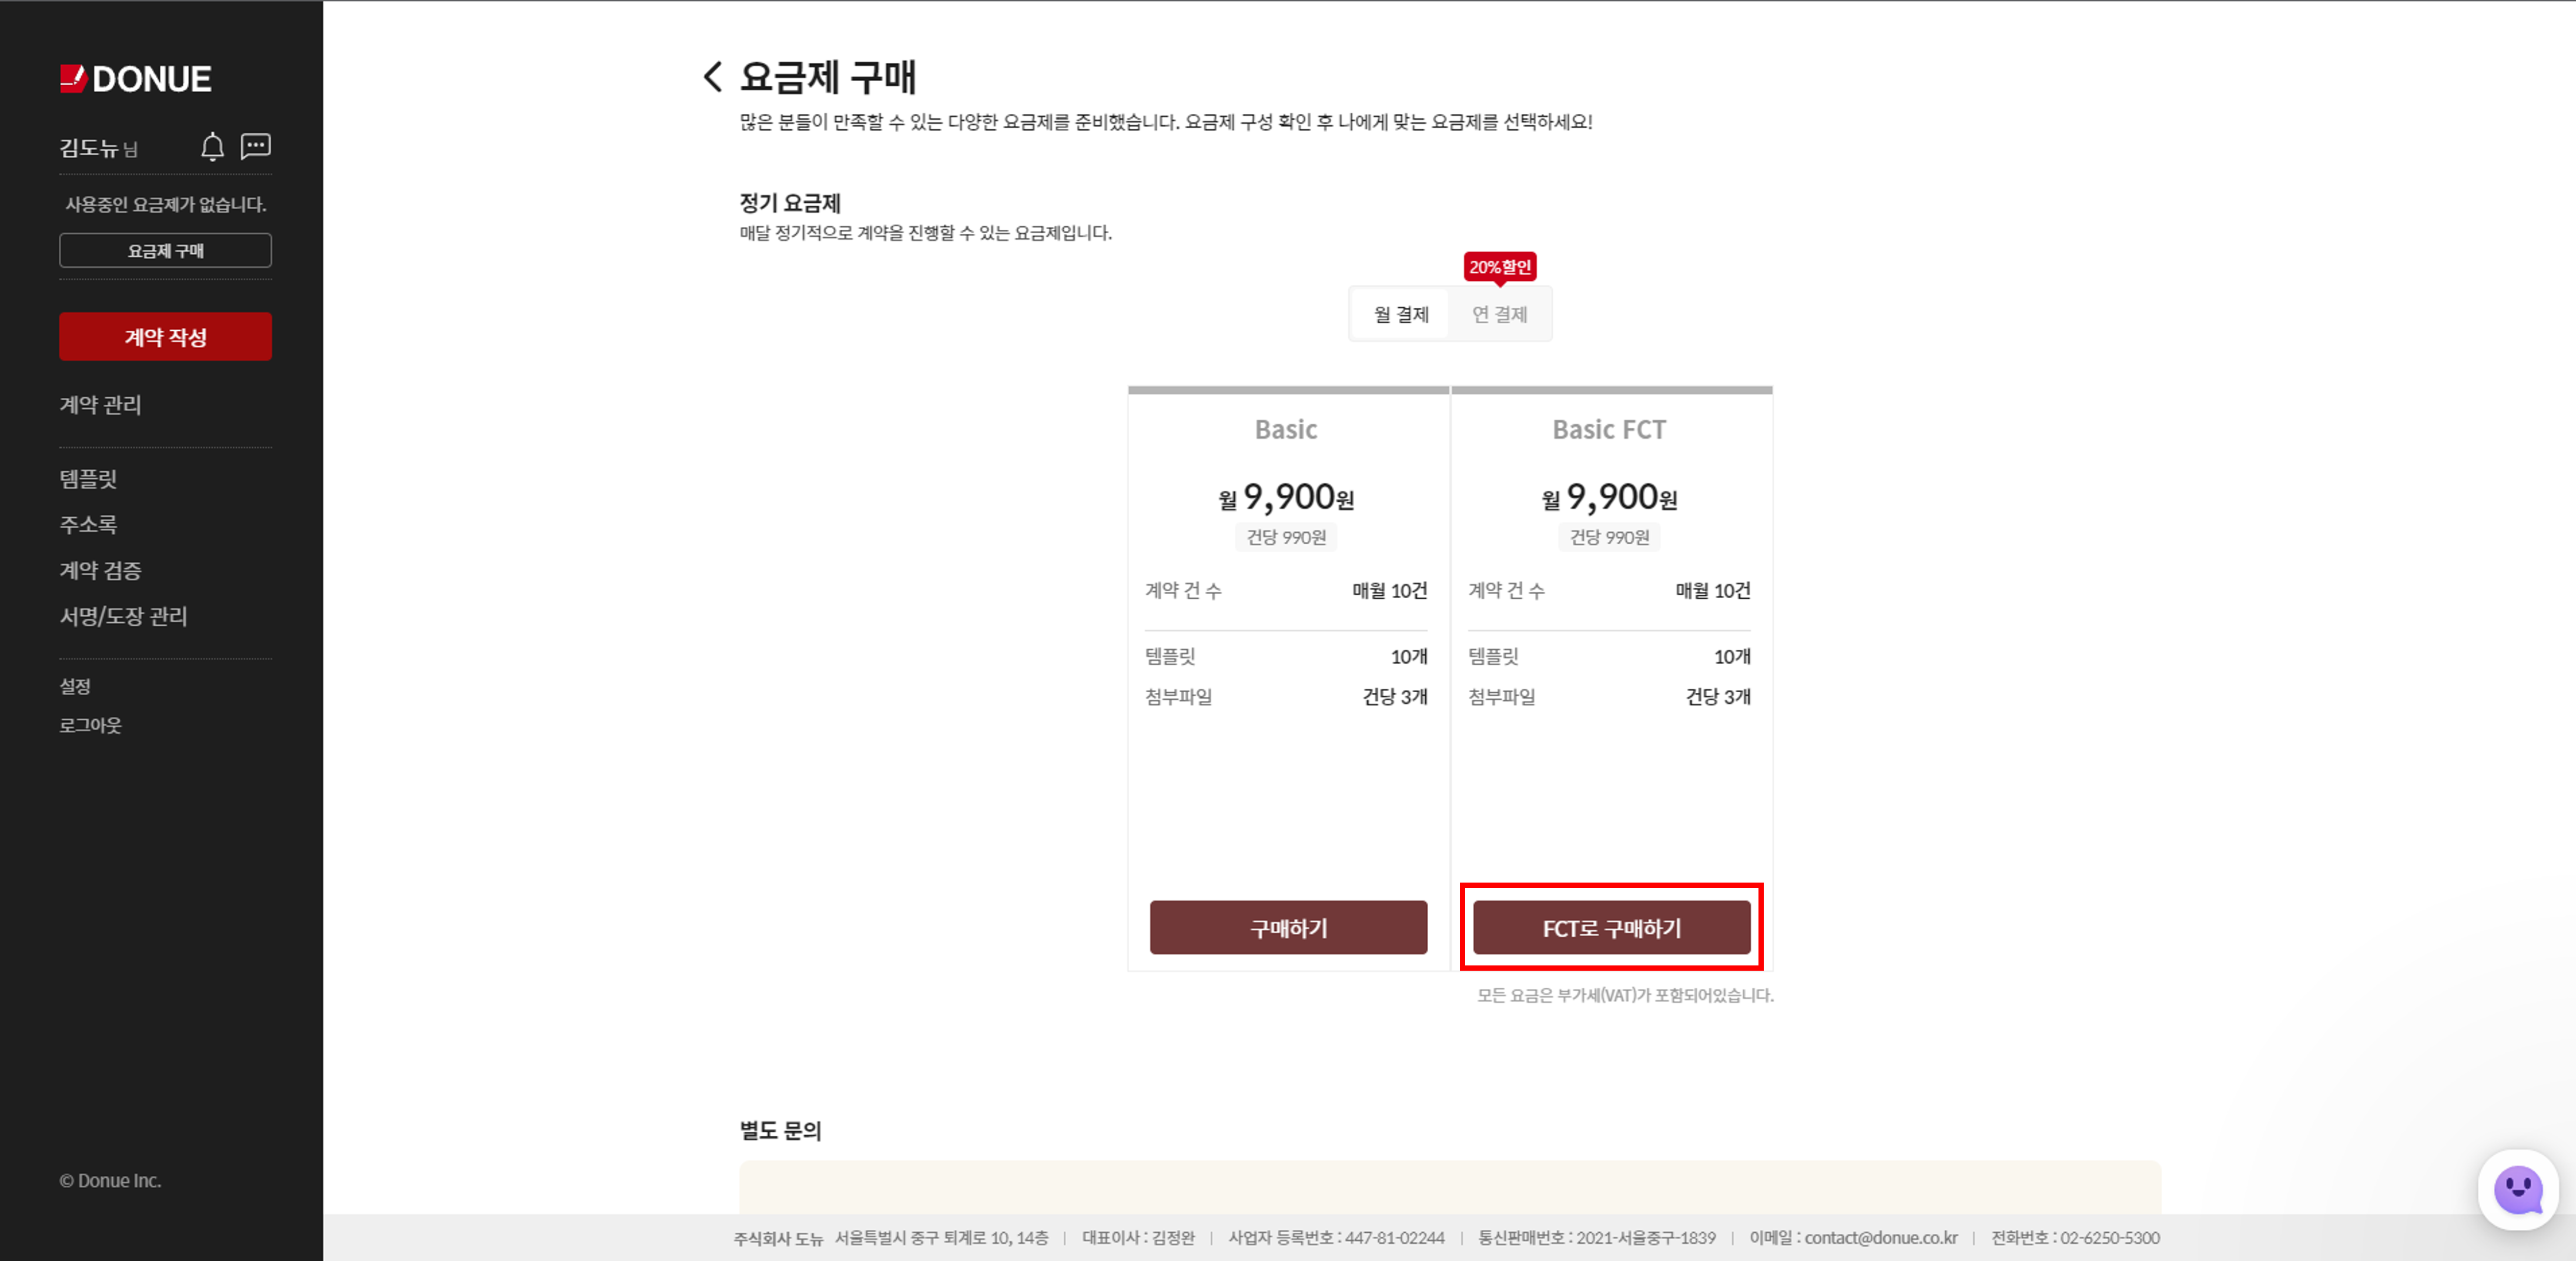 DONUE
김도뉴 님
사용중인 요금제가 없습니다.
요금제 구매
계약 작성
계약 관리
템플릿
주소록
계약 검증
서명/도장 관리
설정
로그아웃
© Donue Inc.
요금제 구매
많은 분들이 만족할 수 있는 다양한 요금제를 준비했습니다. 요금제 구성 확인 후 나에게 맞는 요금제를 선택하세요!
정기 요금제
매달 정기적으로 계약을 진행할 수 있는 요금제입니다.
20%할인
월 결제 연 결제
Basic
월 9,900원
건당 990원
계약 건 수 매월 10건
템플릿 10개
첨부파일 건당 3개
구매하기
Basic FCT
월 9,900원
건당 990원
계약 건 수 매월 10건
템플릿 10개
첨부파일 건당 3개
FCT로 구매하기
모든 요금은 부가세(VAT)가 포함되어있습니다.
별도 문의
주식회사 도뉴 서울특별시 중구 퇴계로 10, 14층 | 대표이사 : 김정완 | 사업자 등록번호 : 447-81-02244 | 통신판매번호 : 2021-서울중구-1839 | 이메일 : contact@donue.co.kr | 전화번호 : 02-6250-5300